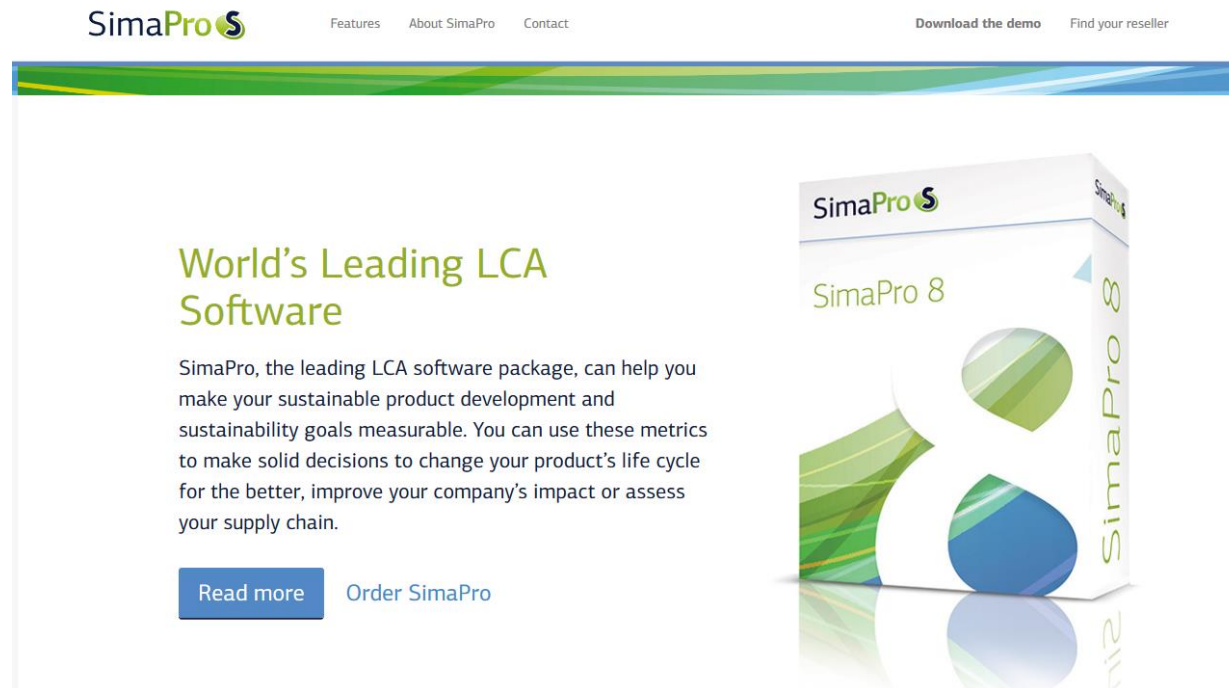 SimaPro
Features About SimaPro Contact
Download the demo Find your reseller
World's Leading LCA
Software
SimaPro, the leading LCA software package, can help you
make your sustainable product development and
sustainability goals measurable. You can use these metrics
to make solid decisions to change your product's life cycle
for the better, improve your company's impact or assess
your supply chain.
Read more Order SimaPro
SimaPro
SimaPro 8
8
SimaPro
SimaPro 8